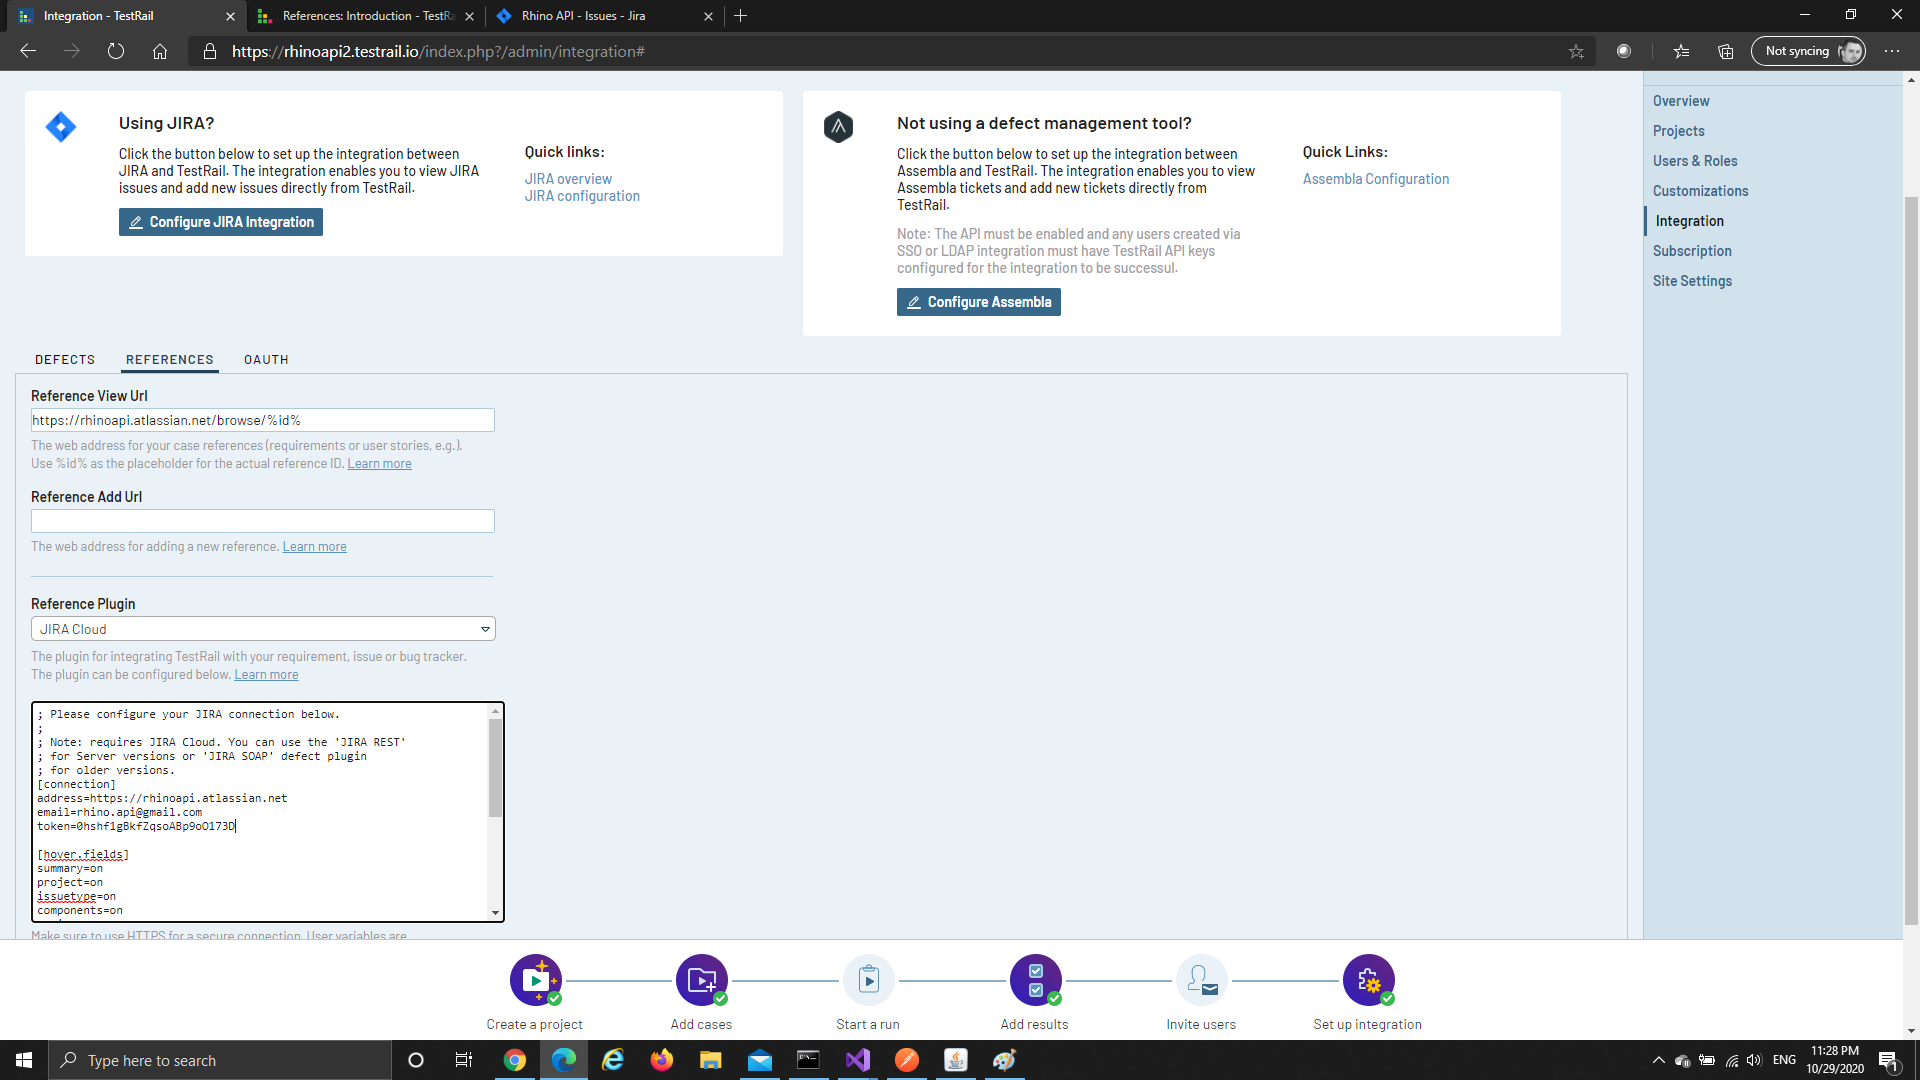 Integration - TestRail
References: Introduction - TestRa
Rhino API - Issues - Jira
https://rhinoapi2.testrail.io/index.php?/admin/integration#
Not syncing
Using JIRA?
Click the button below to set up the integration between
JIRA and TestRail. The integration enables you to view JIRA
issues and add new issues directly from TestRail.
Configure JIRA Integration
Quick links:
JIRA overview
JIRA configuration
Not using a defect management tool?
Click the button below to set up the integration between
Assembla and TestRail. The integration enables you to view
Assembla tickets and add new tickets directly from
TestRail.
Note: The API must be enabled and any users created via
SSO or LDAP integration must have TestRail API keys
configured for the integration to be successul.
Configure Assembla
Quick Links:
Assembla Configuration
Overview
Projects
Users & Roles
Customizations
Integration
Subscription
Site Settings
DEFECTS
REFERENCES
OAUTH
Reference View Url
https://rhinoapi.atlassian.net/browse/%id%
The web address for your case references (requirements or user stories, e.g.).
Use %id% as the placeholder for the actual reference ID. Learn more
Reference Add Url
The web address for adding a new reference. Learn more
Reference Plugin
JIRA Cloud
The plugin for integrating TestRail with your requirement, issue or bug tracker.
The plugin can be configured below. Learn more
; Please configure your JIRA connection below.
;
; Note: requires JIRA Cloud. You can use the 'JIRA REST'
; for Server versions or 'JIRA SOAP' defect plugin
; for older versions.
[connection]
address=https://rhinoapi.atlassian.net
email=rhino.api@gmail.com
token=0hshf1gBkfZqsoABp9oO173D
[hover.fields]
summary=on
project=on
issuetype=on
components=on
Make sure to use HTTPS for a secure connection. User variables are
Create a project
Add cases
Start a run
Add results
Invite users
Set up integration
Type here to search
ENG
11:28 PM
10/29/2020
1